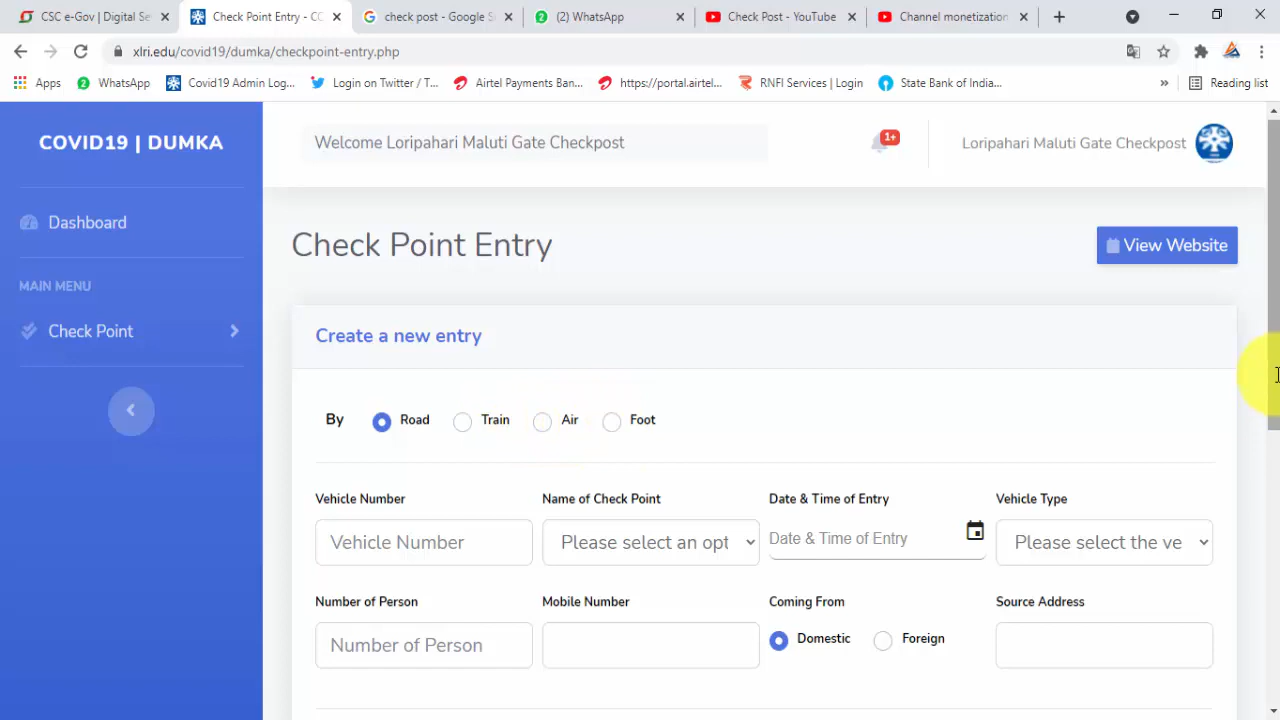 CSC e-Gov | Digital Se
Check Point Entry - CC
check post - Google S
(2) WhatsApp
Check Post - YouTube
Channel monetization
xlri.edu/covid19/dumka/checkpoint-entry.php
Apps
WhatsApp
Covid19 Admin Log...
Login on Twitter / T...
Airtel Payments Ban...
https://portal.airtel...
RNFI Services | Login
State Bank of India...
»
Reading list
COVID19 | DUMKA
Welcome Loripahari Maluti Gate Checkpost
1+
Loripahari Maluti Gate Checkpost
Dashboard
MAIN MENU
Check Point
Check Point Entry
View Website
Create a new entry
By Road Train Air Foot
Vehicle Number Name of Check Point Date & Time of Entry Vehicle Type
Vehicle Number Please select an opt Date & Time of Entry Please select the ve
Number of Person Mobile Number Coming From Source Address
Number of Person Domestic Foreign